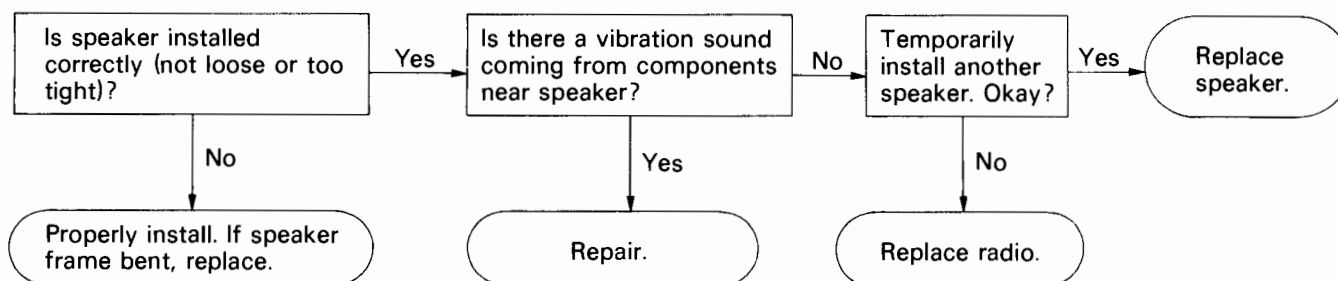 Is speaker installed
correctly (not loose or too
tight)?
Yes
Is there a vibration sound
coming from components
near speaker?
No
Temporarily
install another
speaker. Okay?
Yes
Replace
speaker.
No
Yes
No
Properly install. If speaker
frame bent, replace.
Repair.
Replace radio.